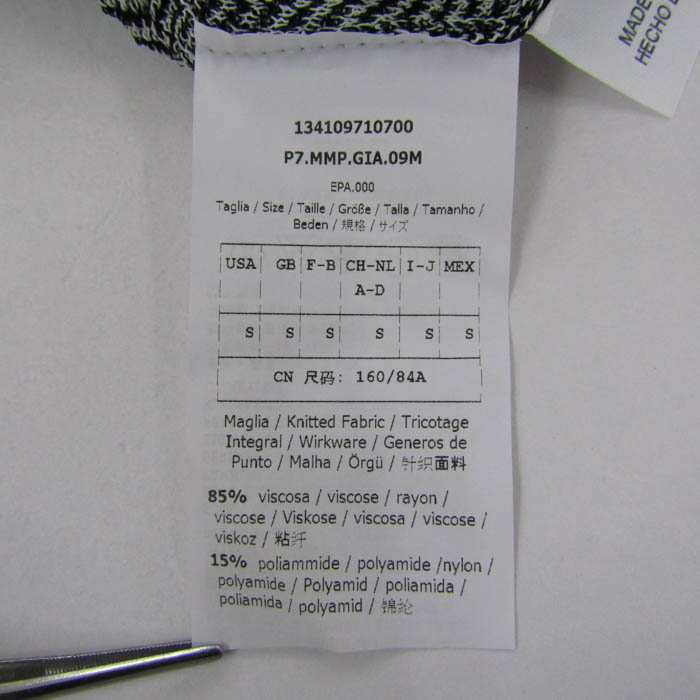 MADE
HECHO
134109710700
P7.MMP.GIA.09M
EPA.000
Taglia / Size / Taille / Größe / Talla / Tamanho /
Beden / 規格 / サイズ
USA GB F-B CH-NL I-J MEX
A-D
S S S S S S
CN 尺码: 160/84A
Maglia / Knitted Fabric / Tricotage
Integral / Wirkware / Generos de
Punto / Malha / Örgü / 针织面料
85% viscosa / viscose / rayon /
viscose / Viskose / viscosa / viscose /
viskoz / 粘纤
15% poliammide / polyamide /nylon /
polyamide / Polyamid / poliamida /
poliamida / polyamid / 锦纶